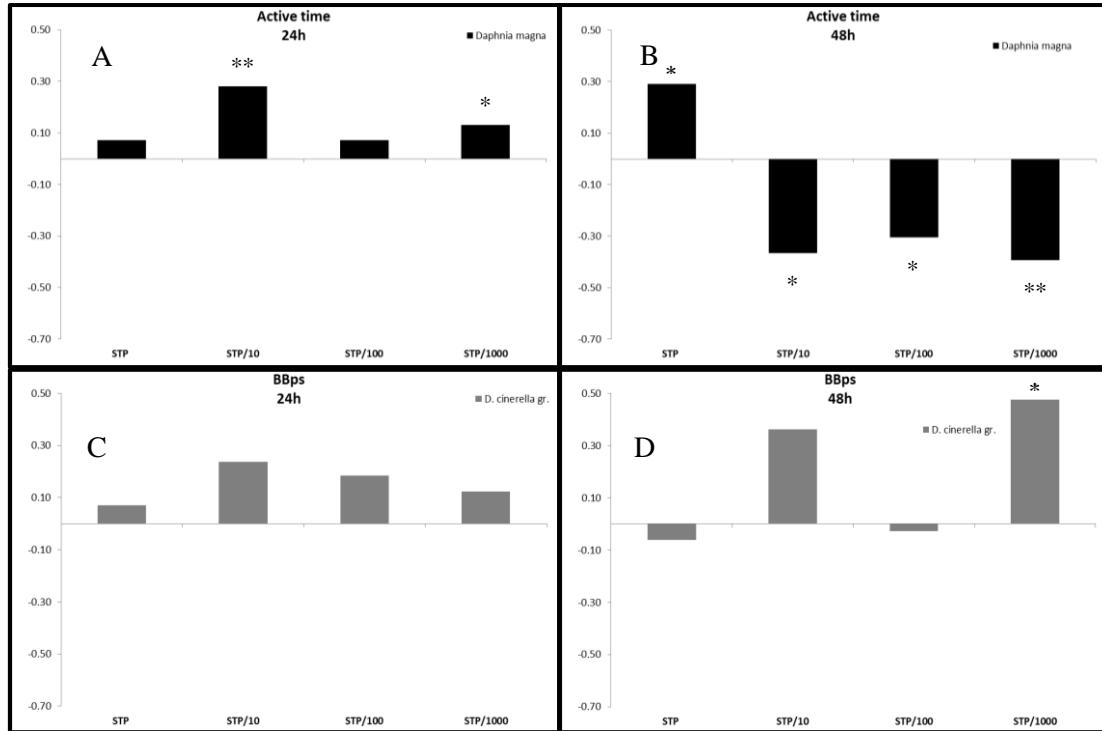 Active time
24h
Daphnia magna
A
0.50
0.30
0.10
-0.10
-0.30
-0.50
-0.70
**
*
STP
STP/10
STP/100
STP/1000
Active time
48h
Daphnia magna
B
0.50
0.30
0.10
-0.10
-0.30
-0.50
-0.70
*
*
*
**
STP
STP/10
STP/100
STP/1000
BBps
24h
D. cinerella gr.
C
0.50
0.30
0.10
-0.10
-0.30
-0.50
-0.70
STP
STP/10
STP/100
STP/1000
BBps
48h
D. cinerella gr.
D
0.50
0.30
0.10
-0.10
-0.30
-0.50
-0.70
*
STP
STP/10
STP/100
STP/1000